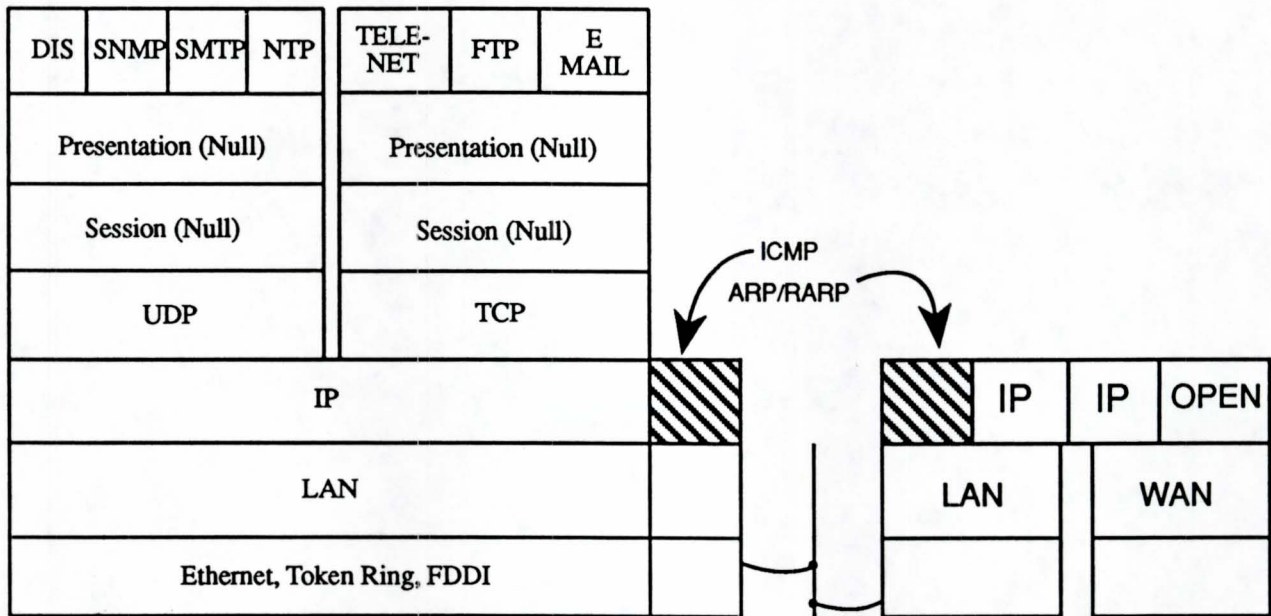 DIS SNMP SMTP NTP TELE-
NET FTP E
MAIL
Presentation (Null) Presentation (Null)
Session (Null) Session (Null)
ICMP
ARP/RARP
UDP TCP
IP IP IP OPEN
LAN LAN WAN
Ethernet, Token Ring, FDDI